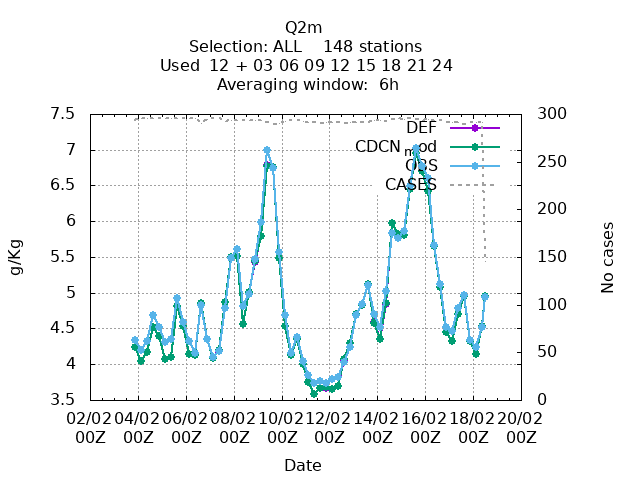 Q2m
Selection: ALL    148 stations
Used  12 + 03 06 09 12 15 18 21 24
Averaging window:  6h
7.5
7
6.5
6
5.5
5
4.5
4
3.5
300
250
200
150
100
50
0
DEF
CDCN mod
OBS
CASES
g/Kg
No cases
02/02 04/02 06/02 08/02 10/02 12/02 14/02 16/02 18/02 20/02
00Z 00Z 00Z 00Z 00Z 00Z 00Z 00Z 00Z 00Z
Date